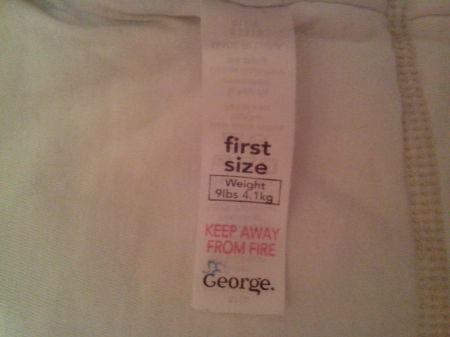 first
size
Weight
9lbs 4.1kg
KEEP AWAY
FROM FIRE
George.